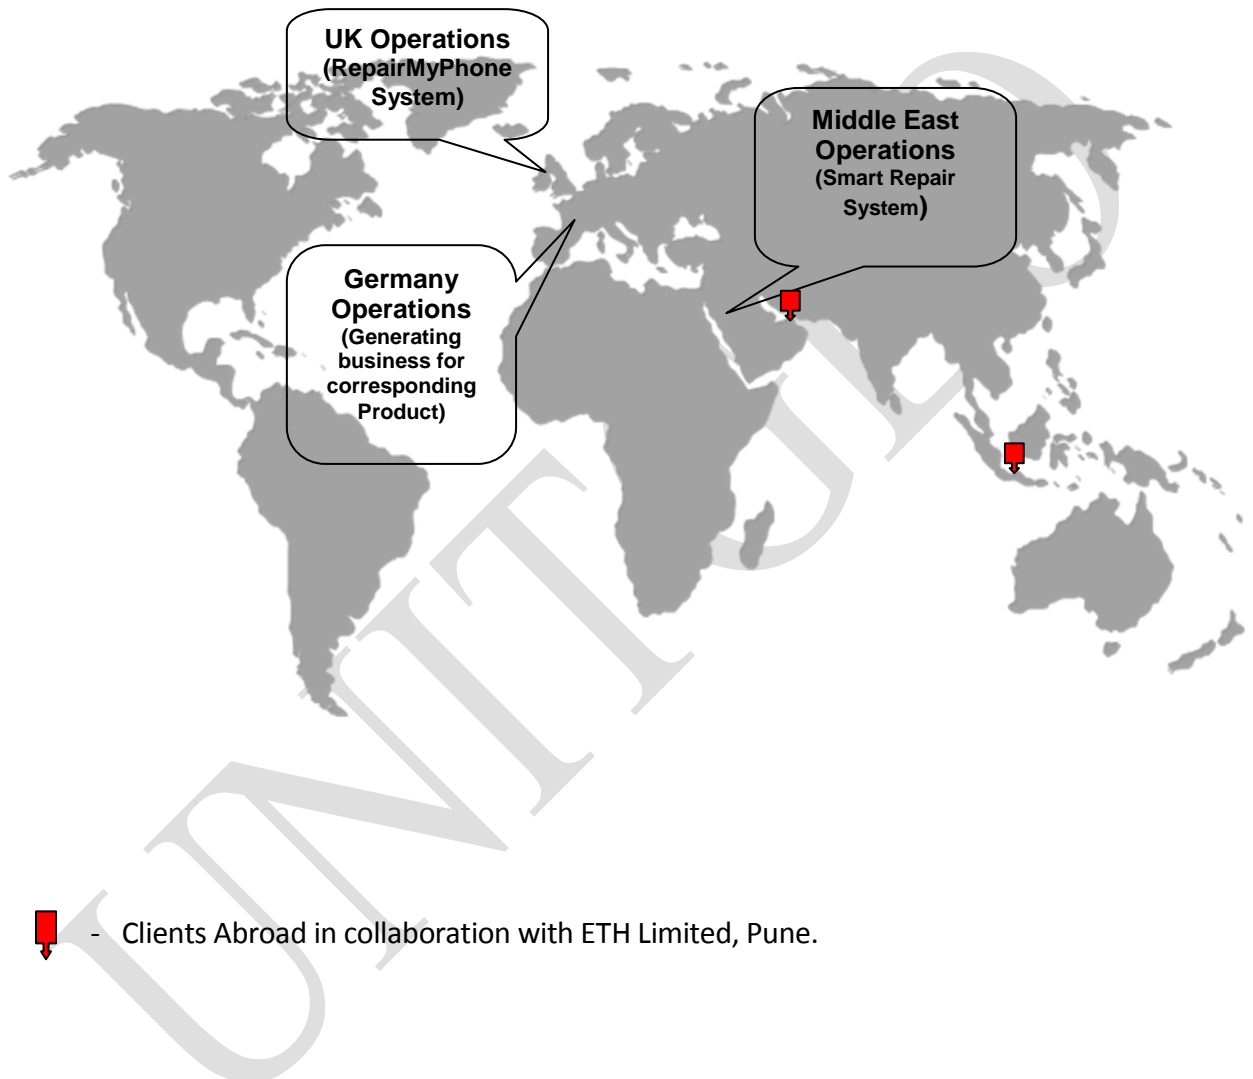 UK Operations
(RepairMyPhone
System)
Middle East
Operations
(Smart Repair
System)
Germany
Operations
(Generating
business for
corresponding
Product)
- Clients Abroad in collaboration with ETH Limited, Pune.